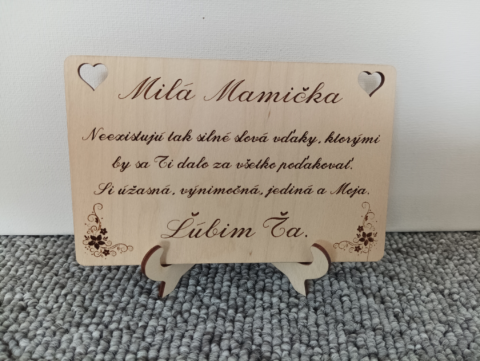 Milá Mamička
Neexistujú tak silné slová vďaky, ktorými
by sa Ti dalo za všetko poďakovať.
Si úžasná, výnimočná, jediná a Moja.
Ľúbim Ťa.